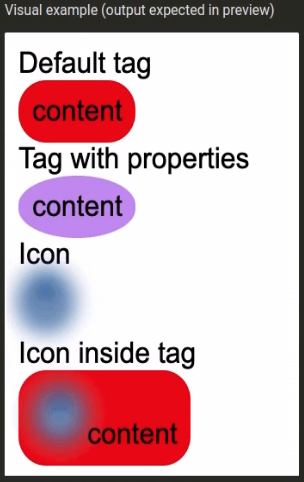 Visual example (output expected in preview)
Default tag
content
Tag with properties
content
Icon
Icon inside tag
content